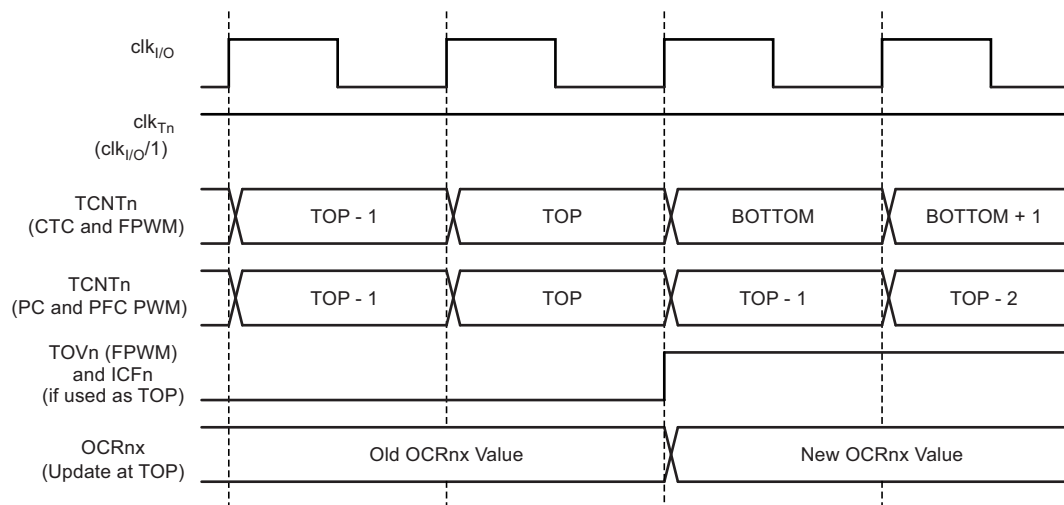 clkI/O
clkTn
(clkI/O/1)
TCNTn
(CTC and FPWM)
TOP - 1 TOP BOTTOM BOTTOM + 1
TCNTn
(PC and PFC PWM)
TOP - 1 TOP TOP - 1 TOP - 2
TOVn (FPWM)
and ICFn
(if used as TOP)
OCRnx
(Update at TOP)
Old OCRnx Value New OCRnx Value